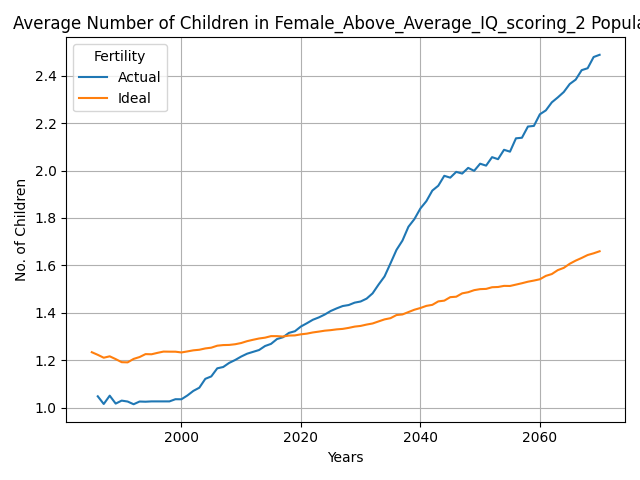 Average Number of Children in Female_Above_Average_IQ_scoring_2 Popula
Fertility
Actual
Ideal
No. of Children
2.4
2.2
2.0
1.8
1.6
1.4
1.2
1.0
2000 2020 2040 2060
Years